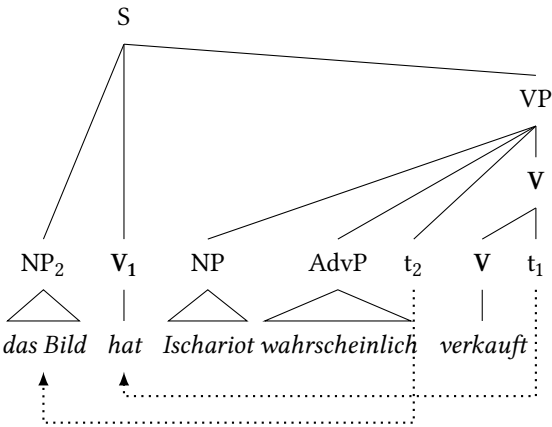 S
VP
V
NP₂ V₁ NP AdvP t₂ V t₁
das Bild hat Ischariot wahrscheinlich verkauft